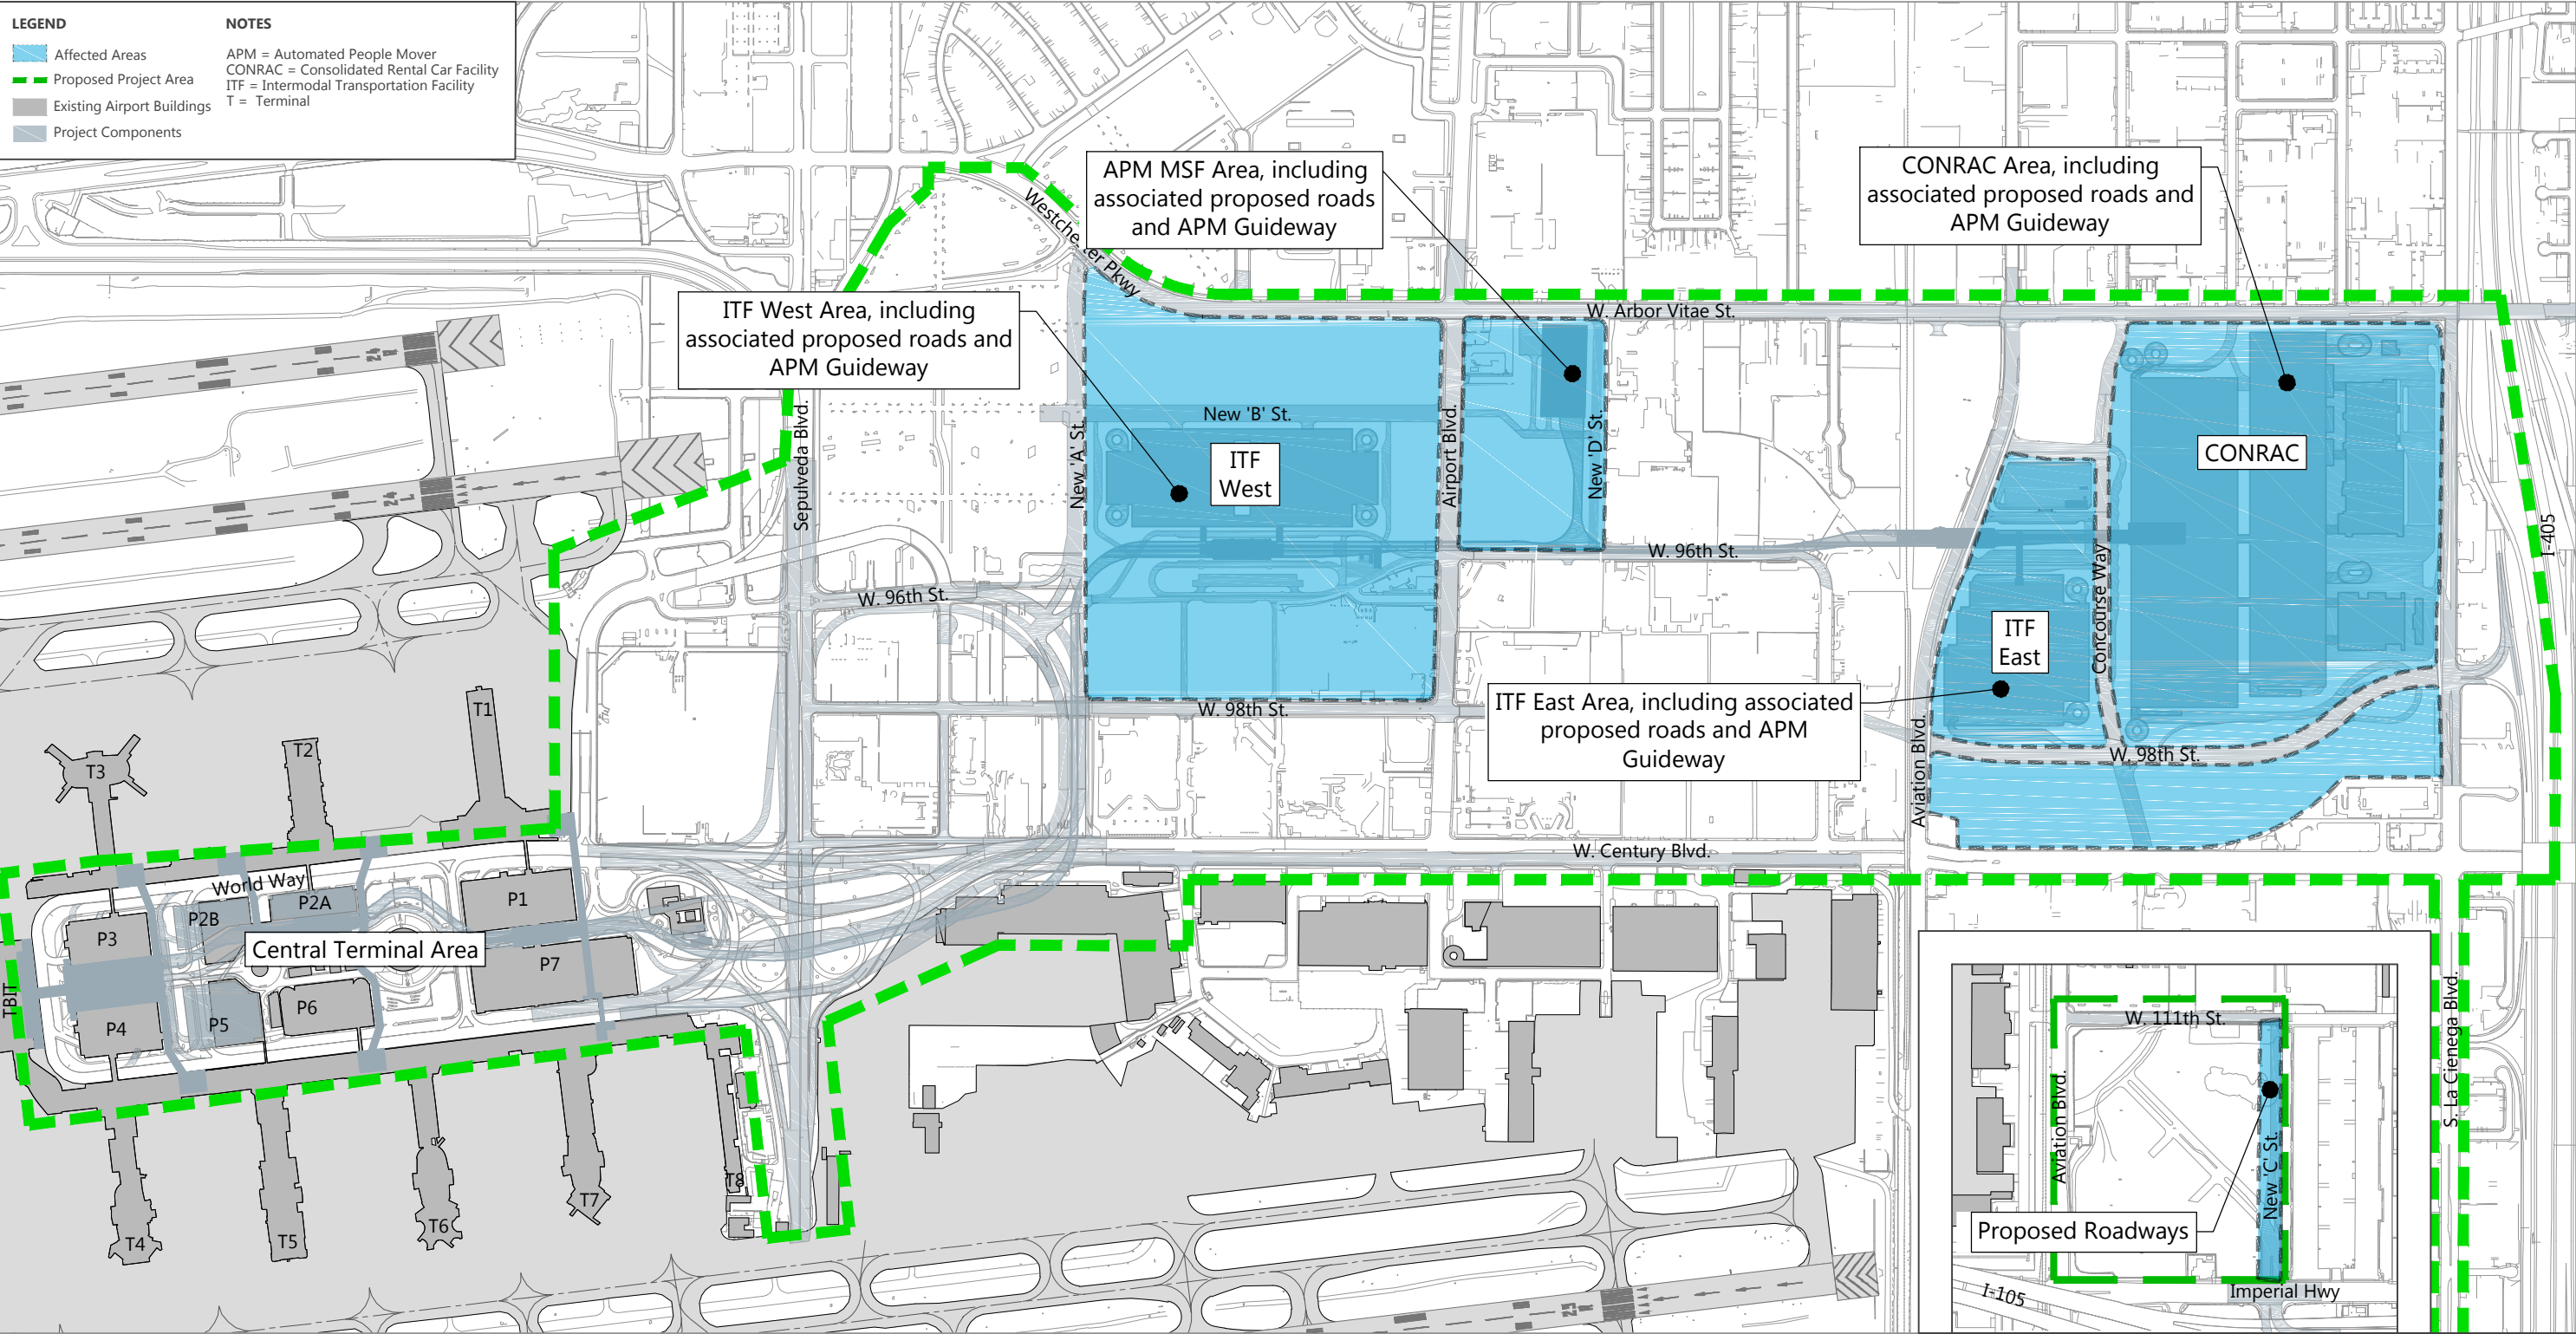 LEGEND
Affected Areas
Proposed Project Area
Existing Airport Buildings
Project Components
NOTES
APM = Automated People Mover
CONRAC = Consolidated Rental Car Facility
ITF = Intermodal Transportation Facility
T = Terminal
APM MSF Area, including
associated proposed roads
and APM Guideway
CONRAC Area, including
associated proposed roads and
APM Guideway
ITF West Area, including
associated proposed roads and
APM Guideway
Westchester Pkwy
W. Arbor Vitae St.
Sepulveda Blvd.
New 'A' St.
New 'B' St.
ITF
West
Airport Blvd.
New 'D' St.
CONRAC
I-405
W. 96th St.
W. 96th St.
Concourse Way
ITF
East
ITF East Area, including associated
proposed roads and APM
Guideway
W. 98th St.
W. 98th St.
Aviation Blvd.
W. Century Blvd.
24
L
T1
T2
T3
World Way
P1
P2A
P2B
P3
Central Terminal Area
P7
TBIT
P4
P5
P6
T4
T5
T6
T7
T8
S. La Cienega Blvd.
W. 111th St.
Aviation Blvd.
New 'C' St.
Proposed Roadways
I-105
Imperial Hwy